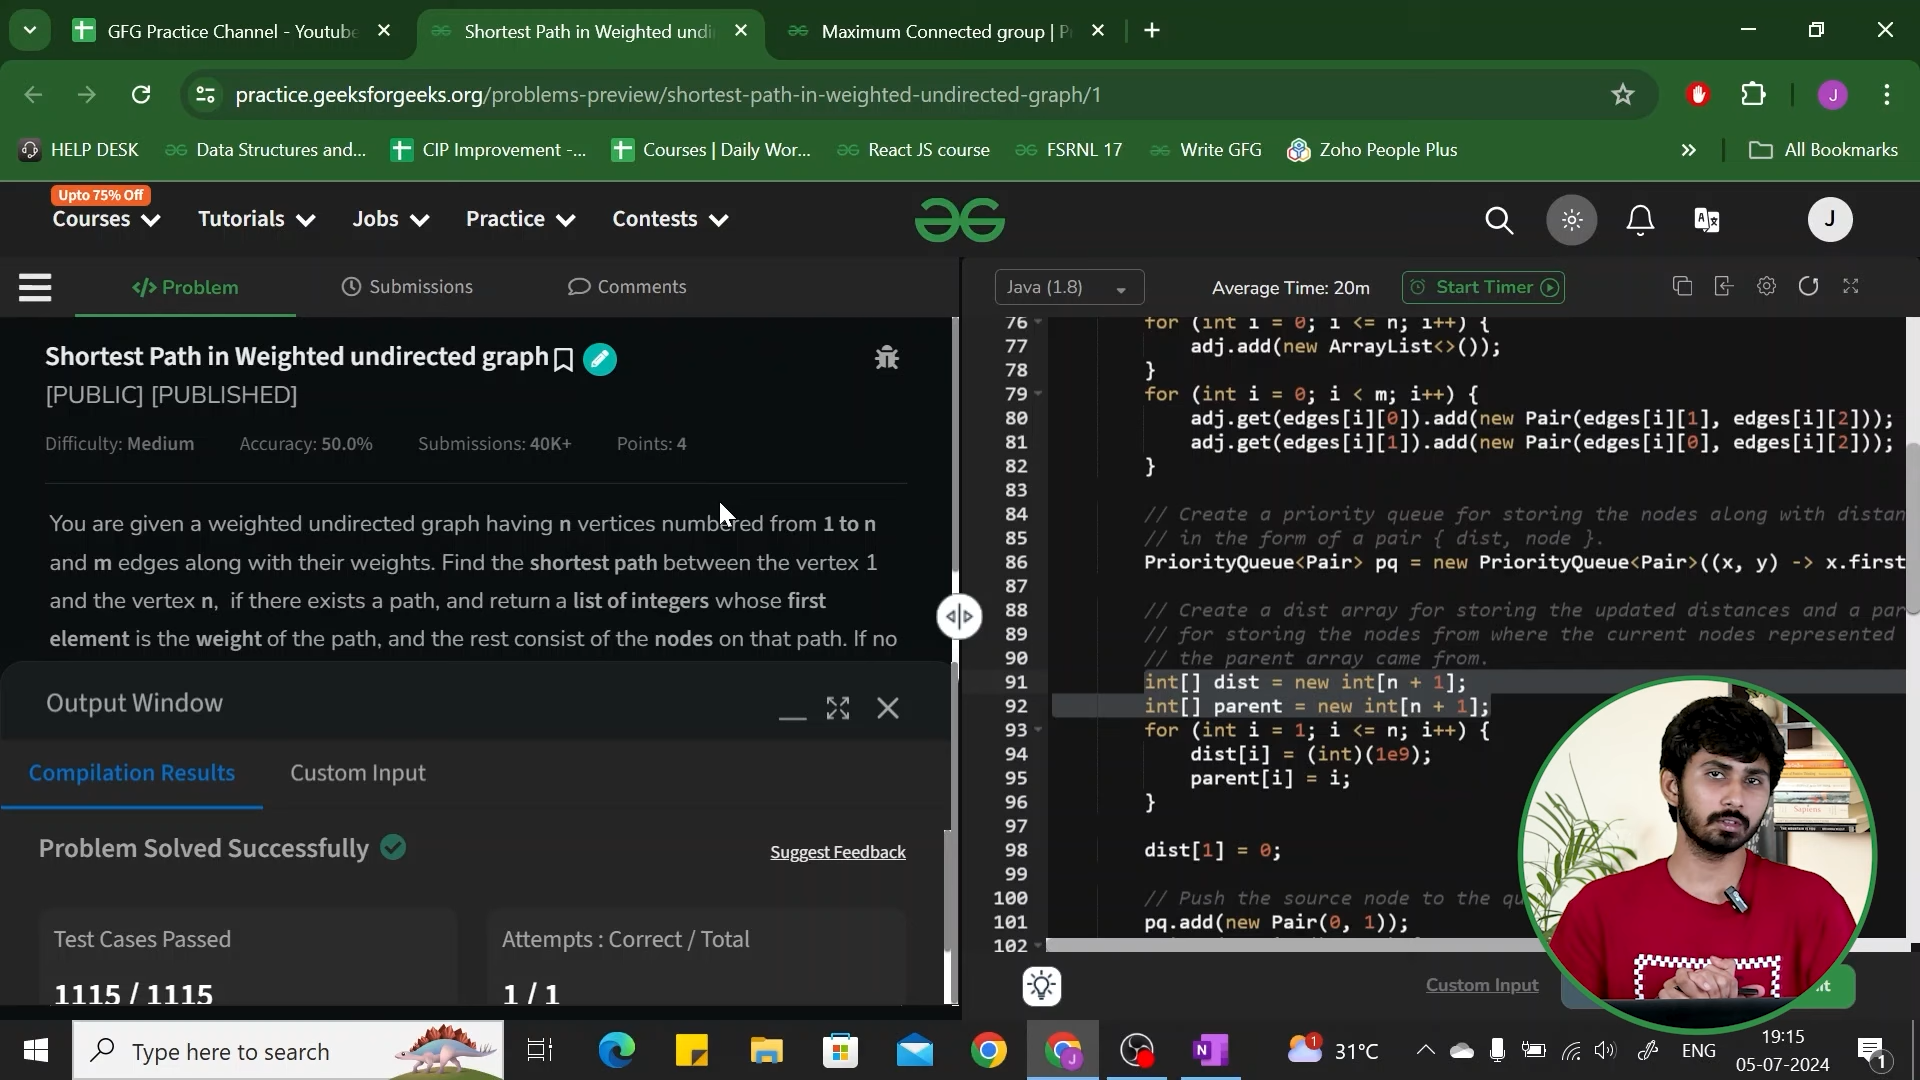 GFG Practice Channel - Youtube
Shortest Path in Weighted undi
Maximum Connected group | P
practice.geeksforgeeks.org/problems-preview/shortest-path-in-weighted-undirected-graph/1
J
HELP DESK
Data Structures and...
CIP Improvement -...
Courses | Daily Wor...
React JS course
FSRNL 17
Write GFG
Zoho People Plus
All Bookmarks
Upto 75% Off
Courses
Tutorials
Jobs
Practice
Contests
J
</> Problem
Submissions
Comments
Java (1.8)
Average Time: 20m
Start Timer
Shortest Path in Weighted undirected graph
[PUBLIC] [PUBLISHED]
Difficulty: Medium
Accuracy: 50.0%
Submissions: 40K+
Points: 4
You are given a weighted undirected graph having n vertices numbered from 1 to n
and m edges along with their weights. Find the shortest path between the vertex 1
and the vertex n, if there exists a path, and return a list of integers whose first
element is the weight of the path, and the rest consist of the nodes on that path. If no
Output Window
Compilation Results
Custom Input
Problem Solved Successfully
Suggest Feedback
Test Cases Passed
1115 / 1115
Attempts : Correct / Total
1 / 1
76 for (int i = 0; i <= n; i++) {
77 adj.add(new ArrayList<>());
78 }
79 for (int i = 0; i < m; i++) {
80 adj.get(edges[i][0]).add(new Pair(edges[i][1], edges[i][2]));
81 adj.get(edges[i][1]).add(new Pair(edges[i][0], edges[i][2]));
82 }
83
84 // Create a priority queue for storing the nodes along with distan
85 // in the form of a pair { dist, node }.
86 PriorityQueue<Pair> pq = new PriorityQueue<Pair>((x, y) -> x.first
87
88 // Create a dist array for storing the updated distances and a par
89 // for storing the nodes from where the current nodes represented
90 // the parent array came from.
91 int[] dist = new int[n + 1];
92 int[] parent = new int[n + 1];
93 for (int i = 1; i <= n; i++) {
94 dist[i] = (int)(1e9);
95 parent[i] = i;
96 }
97
98 dist[1] = 0;
99
100 // Push the source node to the qu
101 pq.add(new Pair(0, 1));
102
Custom Input
Type here to search
J
1
31°C
ENG
19:15
05-07-2024
1